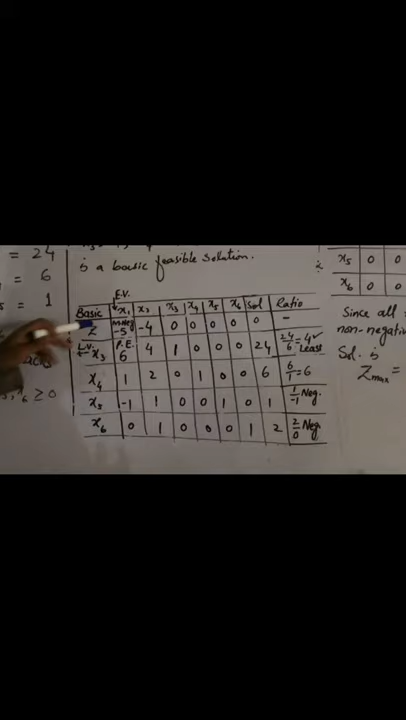 = 24
= 6
= 1
≥ 0
is a basic feasible solution.
E.V.
Basic x₁ x₂ x₃ x₄ x₅ x₆ Sol Ratio
Z -5 -4 0 0 0 0 0 -
L.V. P.E.
x₃ 6 4 1 0 0 0 24 24/6 = 4✓ Least
x₄ 1 2 0 1 0 0 6 6/1 = 6
x₅ -1 1 0 0 1 0 1 1/-1 Neg.
x₆ 0 1 0 0 0 1 2 2/0 Neg.
x₅ 0 0
x₆ 0 0
Since all
non-negativ
Sol. is
Zmax =